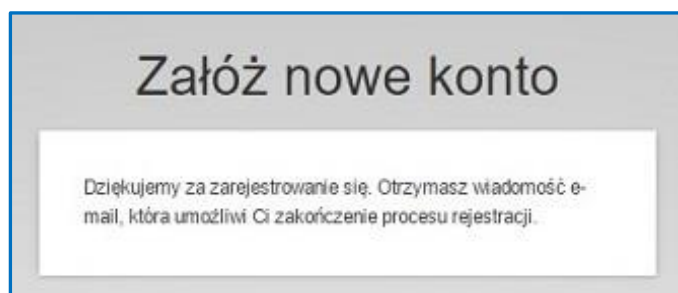 Załóż nowe konto
Dziękujemy za zarejestrowanie się. Otrzymasz wiadomość e-
mail, która umożliwi Ci zakończenie procesu rejestracji.